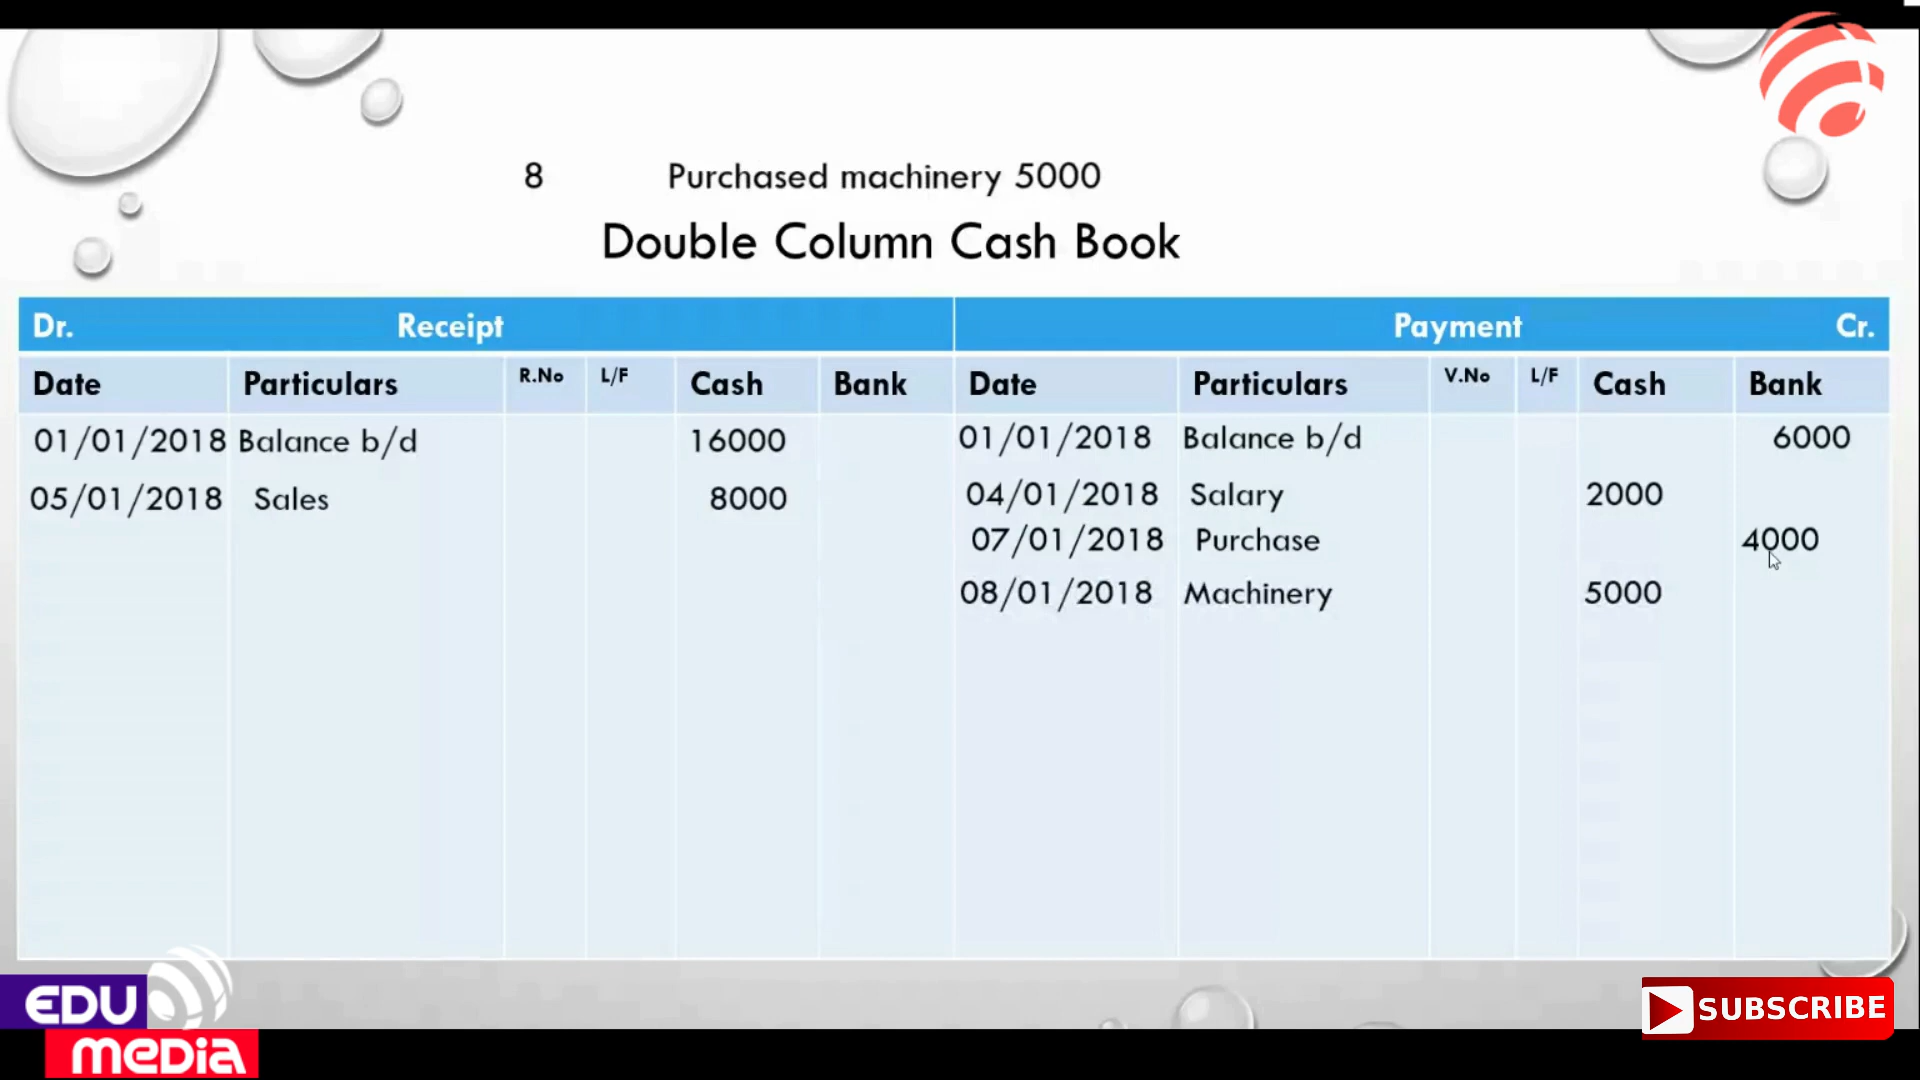 8 Purchased machinery 5000
Double Column Cash Book
Dr. Receipt Payment Cr.
Date Particulars R.No L/F Cash Bank Date Particulars V.No L/F Cash Bank
01/01/2018 Balance b/d 16000 01/01/2018 Balance b/d 6000
05/01/2018 Sales 8000 04/01/2018 Salary 2000
07/01/2018 Purchase 4000
08/01/2018 Machinery 5000
EDU
MEDIA
SUBSCRIBE